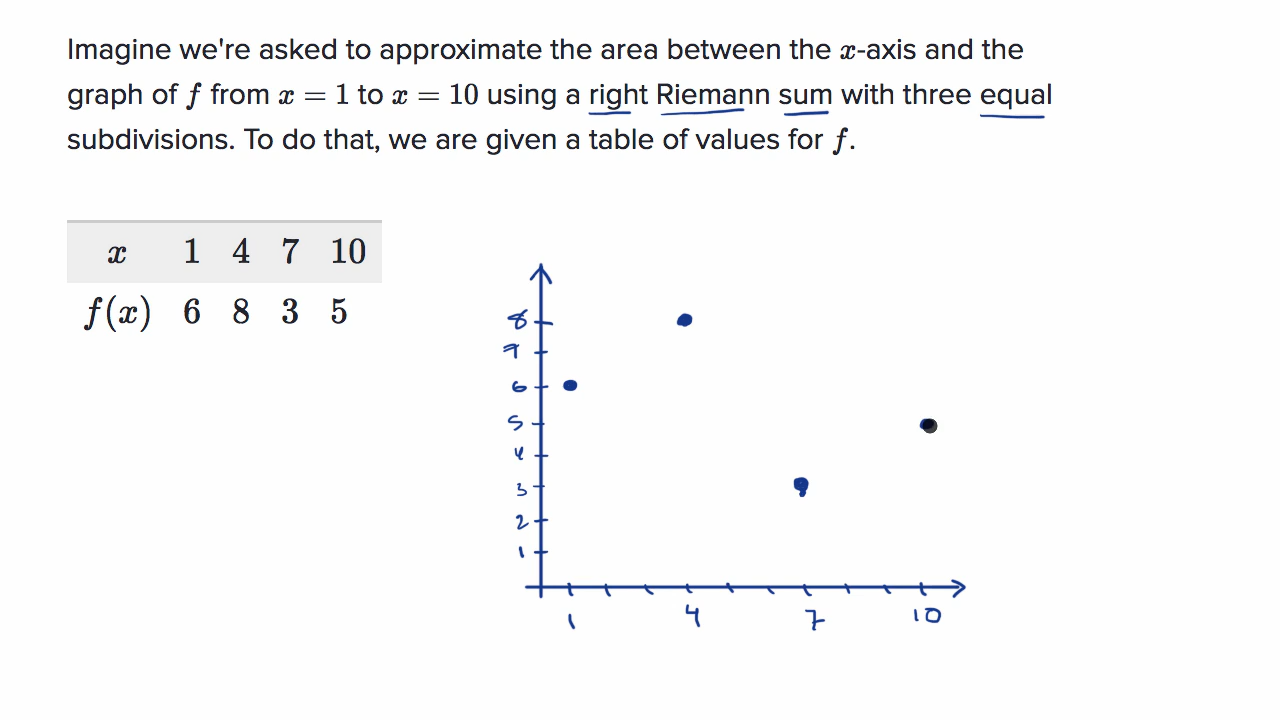 Imagine we're asked to approximate the area between the x-axis and the
graph of f from x = 1 to x = 10 using a right Riemann sum with three equal
subdivisions. To do that, we are given a table of values for f.
x 1 4 7 10
f(x) 6 8 3 5
8
7
6
5
4
3
2
1
1 4 7 10